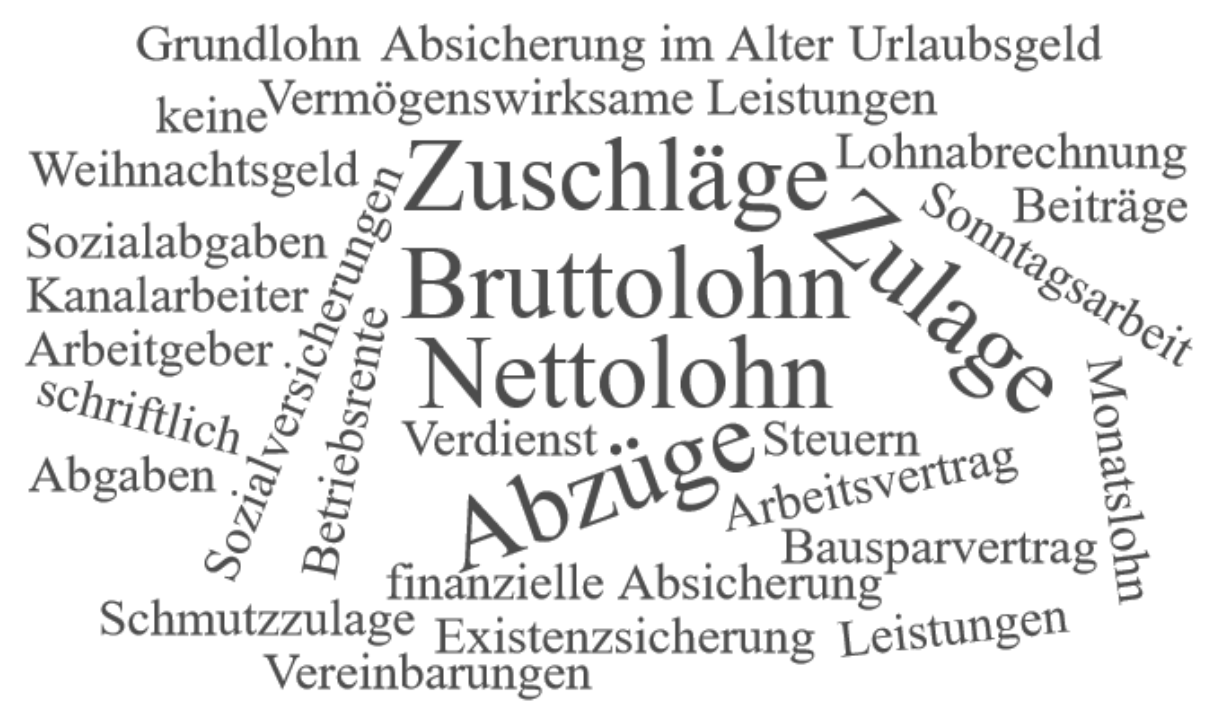 Grundlohn Absicherung im Alter Urlaubsgeld
keine Vermögenswirksame Leistungen
Weihnachtsgeld
Zuschläge
Lohnabrechnung
Beiträge
Sonntagsarbeit
Zulage
Sozialabgaben
Kanalarbeiter
Arbeitgeber
schriftlich
Abgaben
Sozialversicherungen
Betriebsrente
Bruttolohn
Nettolohn
Verdienst
Abzüge
Steuern
Arbeitsvertrag
Monatslohn
Bausparvertrag
finanzielle Absicherung
Schmutzzulage
Existenzsicherung
Leistungen
Vereinbarungen